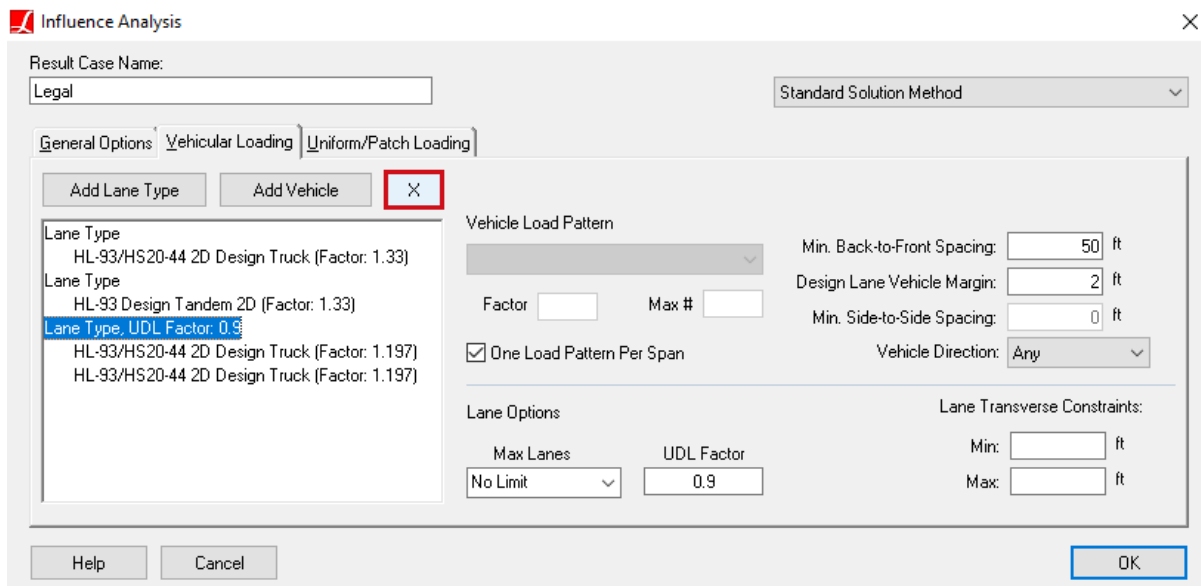 Influence Analysis
Result Case Name:
Legal
Standard Solution Method
General Options Vehicular Loading Uniform/Patch Loading
Add Lane Type Add Vehicle X
Lane Type
HL-93/HS20-44 2D Design Truck (Factor: 1.33)
Lane Type
HL-93 Design Tandem 2D (Factor: 1.33)
Lane Type, UDL Factor: 0.9
HL-93/HS20-44 2D Design Truck (Factor: 1.197)
HL-93/HS20-44 2D Design Truck (Factor: 1.197)
Vehicle Load Pattern
Factor Max #
One Load Pattern Per Span
Min. Back-to-Front Spacing: 50 ft
Design Lane Vehicle Margin: 2 ft
Min. Side-to-Side Spacing: 0 ft
Vehicle Direction: Any
Lane Options
Max Lanes UDL Factor
No Limit 0.9
Lane Transverse Constraints:
Min: ft
Max: ft
Help Cancel OK